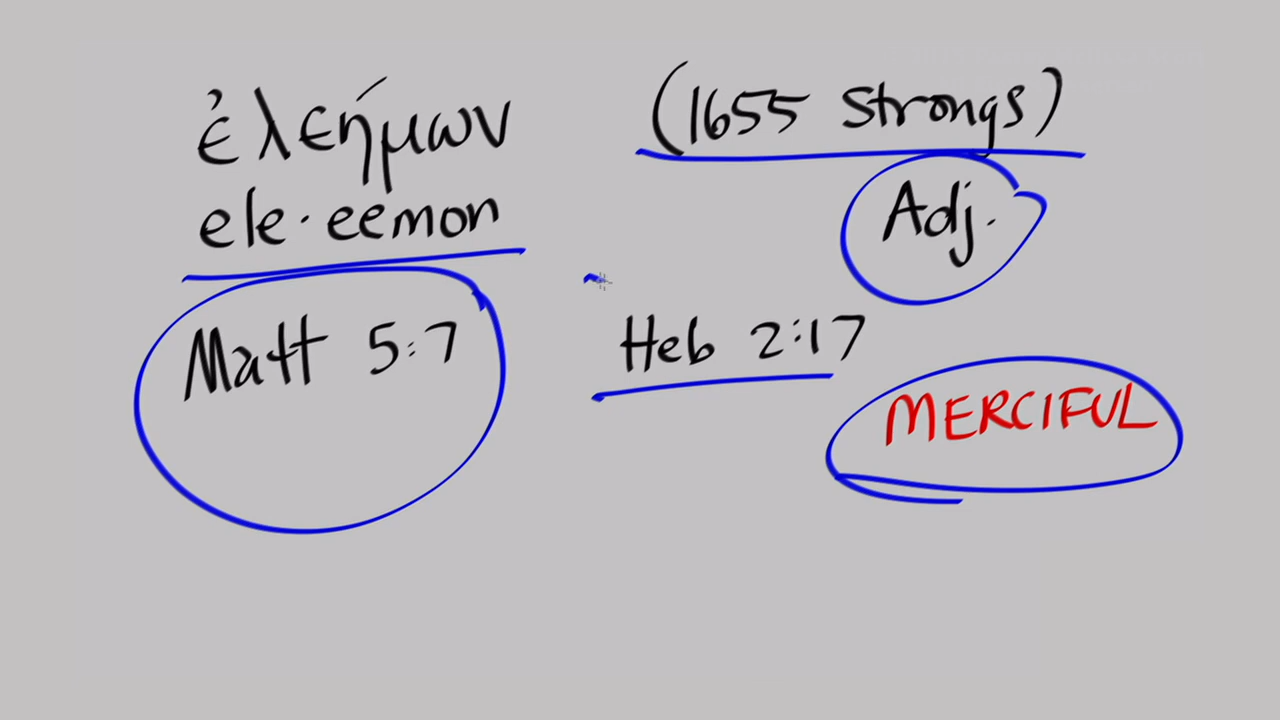 ἐλεήμων (1655 Strongs)
ele·eemon Adj.
Matt 5:7 Heb 2:17
MERCIFUL